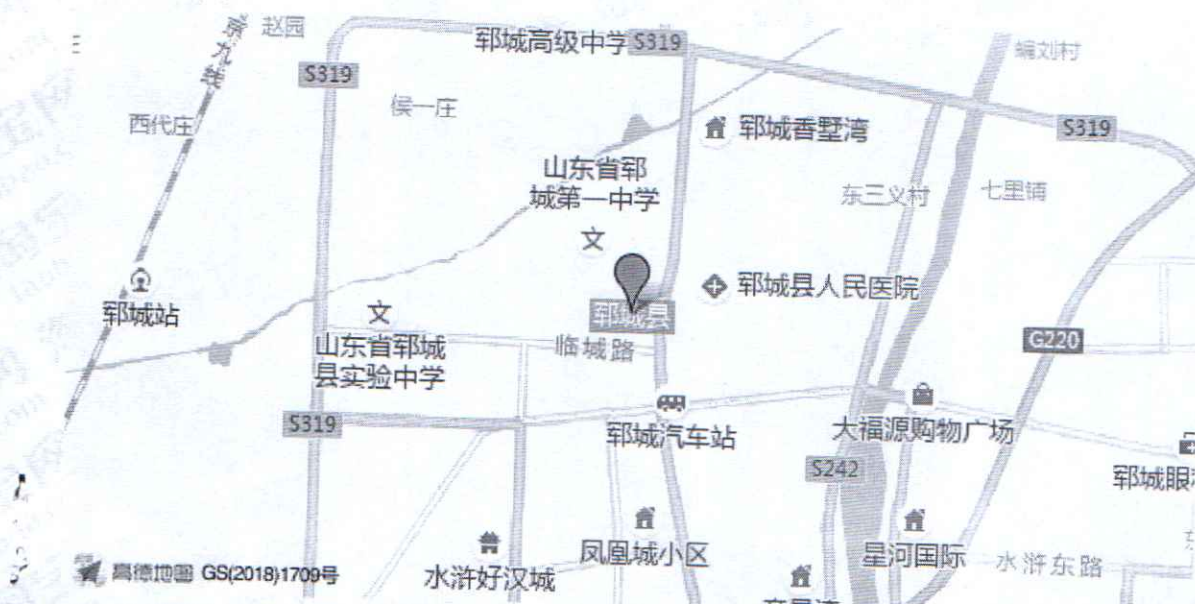 赵园
京九线
郓城高级中学
S319
编刘村
S319
侯一庄
西代庄
郓城香墅湾
S319
山东省郓
城第一中学
东三义村
七里铺
文
郓城县人民医院
郓城站
郓城县
文
临城路
G220
山东省郓城
县实验中学
S319
郓城汽车站
大福源购物广场
S242
郓城眼
凤凰城小区
星河国际
水浒东路
高德地图 GS(2018)1709号
水浒好汉城